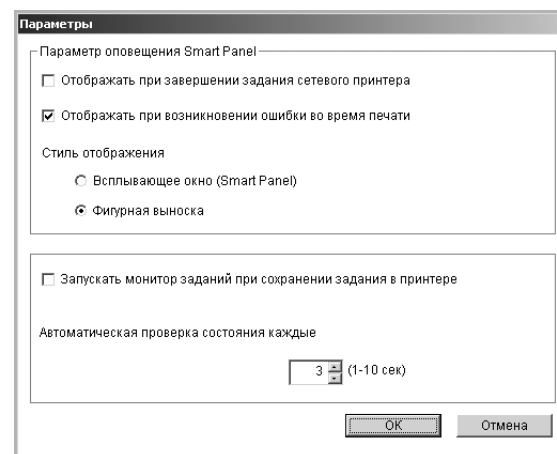 Параметры
Параметр оповещения Smart Panel
Отображать при завершении задания сетевого принтера
Отображать при возникновении ошибки во время печати
Стиль отображения
Всплывающее окно (Smart Panel)
Фигурная выноска
Запускать монитор заданий при сохранении задания в принтере
Автоматическая проверка состояния каждые
3 (1-10 сек)
OK Отмена